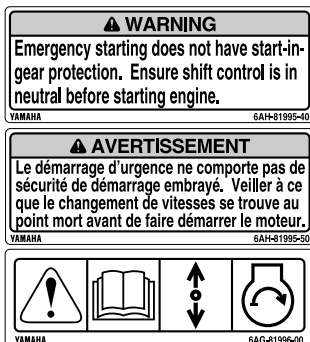 WARNING
Emergency starting does not have start-in-
gear protection. Ensure shift control is in
neutral before starting engine.
YAMAHA 6AH-81995-40
AVERTISSEMENT
Le démarrage d'urgence ne comporte pas de
sécurité de démarrage embrayé. Veiller à ce
que le changement de vitesses se trouve au
point mort avant de faire démarrer le moteur.
YAMAHA 6AH-81995-50
YAMAHA 6AG-81996-00